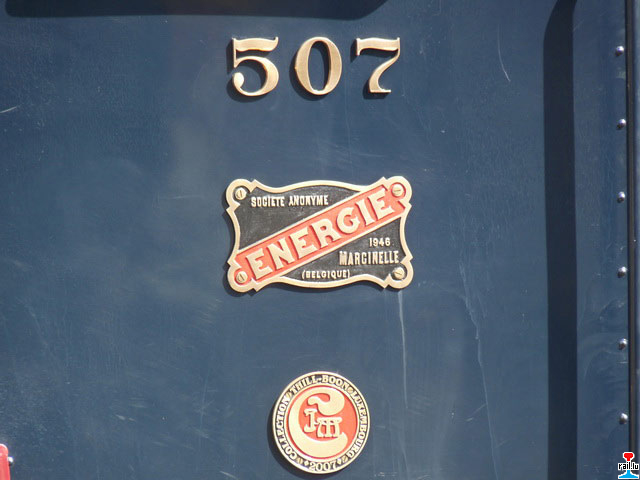 507
SOCIETE ANONYME
ENERGIE
1946
MARCINELLE
(BELGIQUE)
COLLECTION THILL-BOON LUXEMBOURG
2007
rail.lu